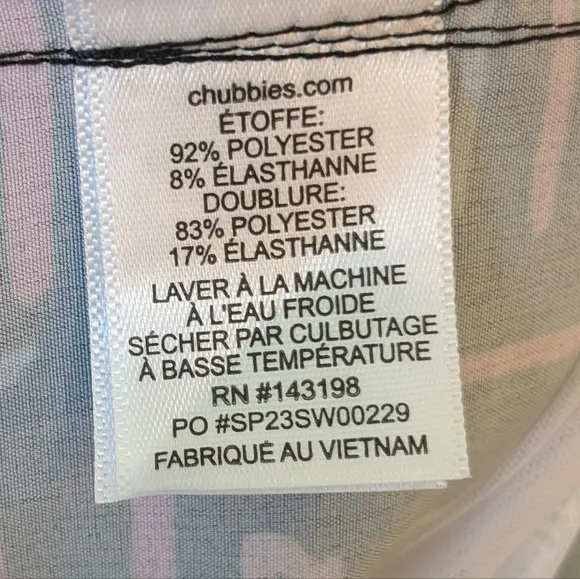 chubbies.com
ÉTOFFE:
92% POLYESTER
8% ÉLASTHANNE
DOUBLURE:
83% POLYESTER
17% ÉLASTHANNE
LAVER À LA MACHINE
À L'EAU FROIDE
SÉCHER PAR CULBUTAGE
À BASSE TEMPÉRATURE
RN #143198
PO #SP23SW00229
FABRIQUÉ AU VIETNAM